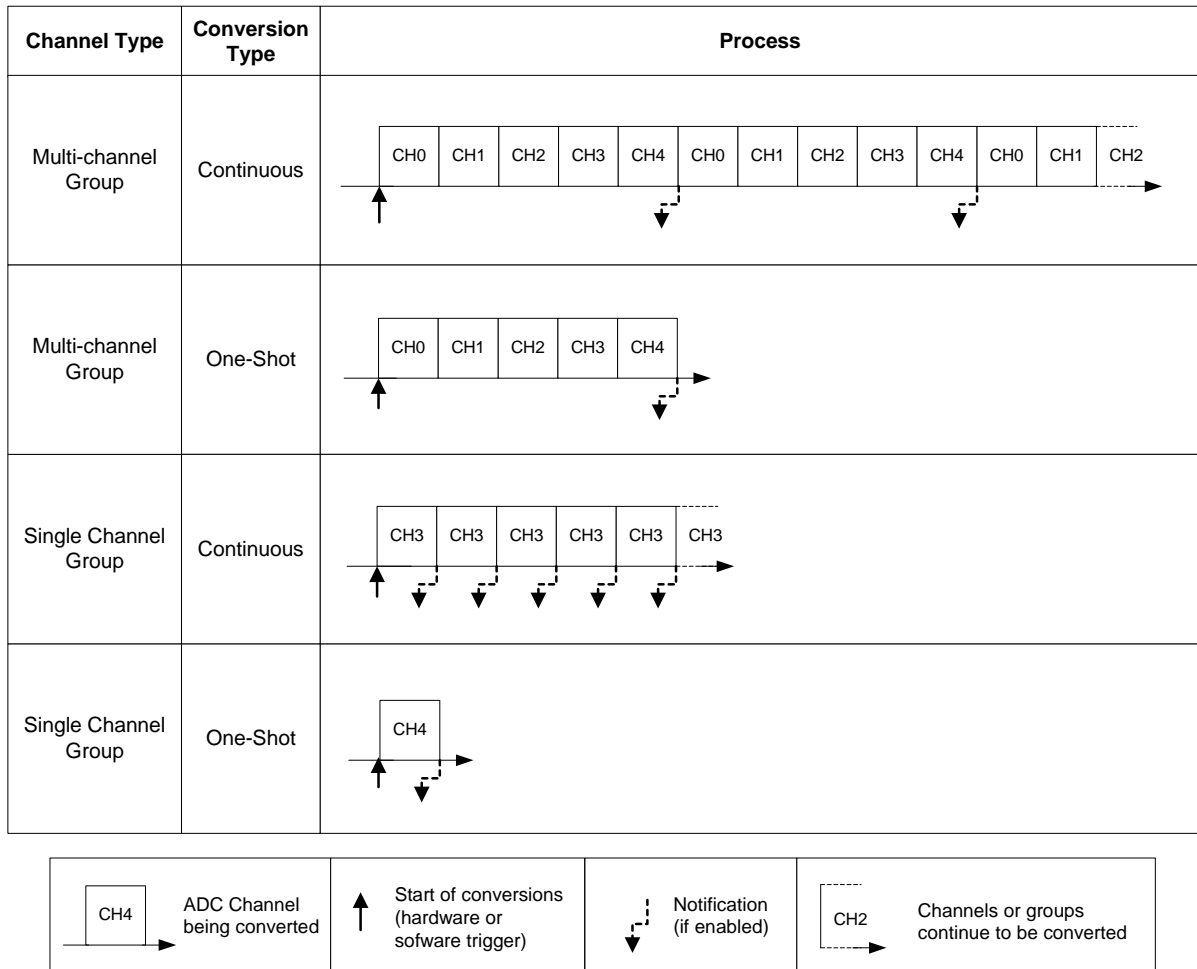 Channel Type
Conversion
Type
Process
Multi-channel
Group
Continuous
CH0 CH1 CH2 CH3 CH4 CH0 CH1 CH2 CH3 CH4 CH0 CH1 CH2
Multi-channel
Group
One-Shot
CH0 CH1 CH2 CH3 CH4
Single Channel
Group
Continuous
CH3 CH3 CH3 CH3 CH3 CH3
Single Channel
Group
One-Shot
CH4
CH4
ADC Channel
being converted
Start of conversions
(hardware or
sofware trigger)
Notification
(if enabled)
CH2
Channels or groups
continue to be converted